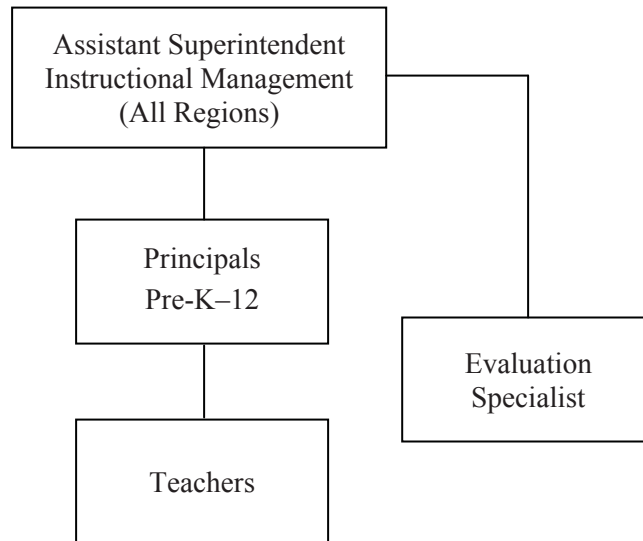 Assistant Superintendent
Instructional Management
(All Regions)
Principals
Pre-K–12
Evaluation
Specialist
Teachers